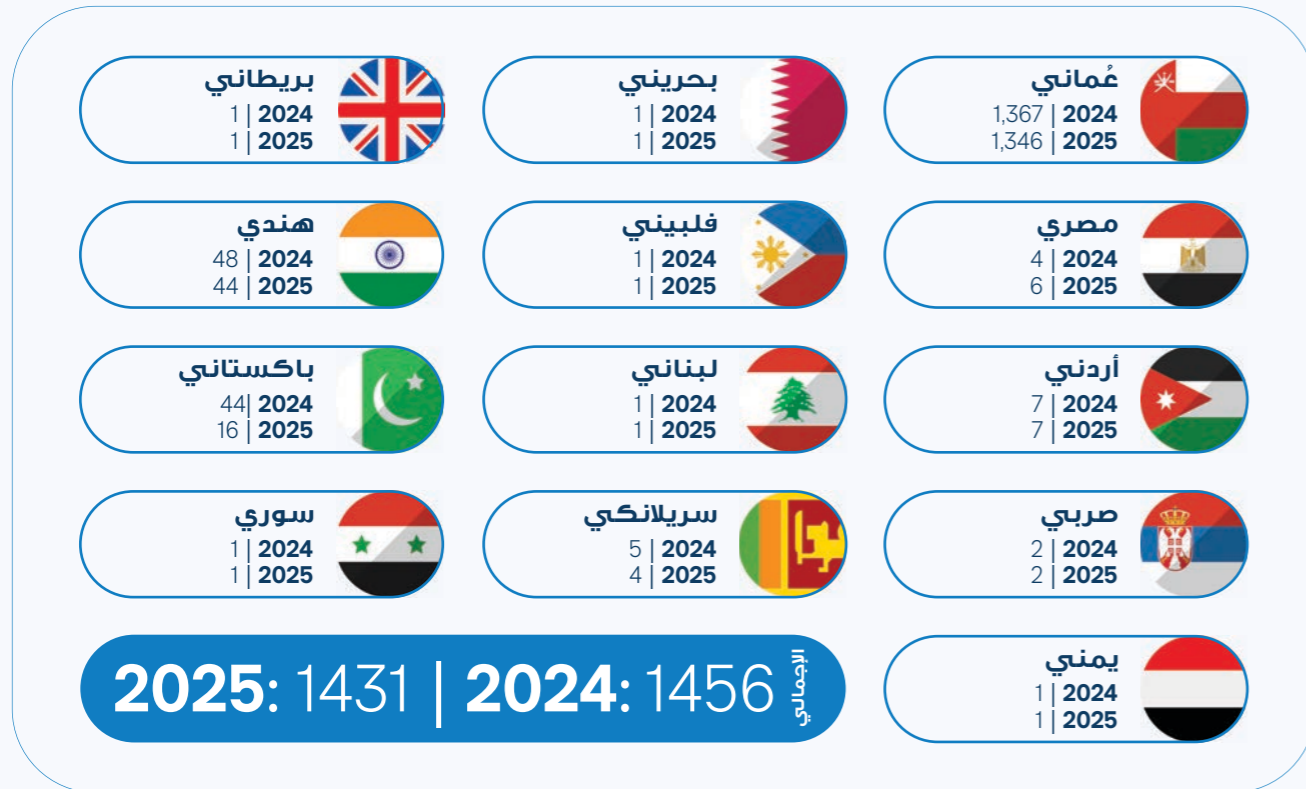 عُماني
1,367 | 2024
1,346 | 2025
بحريني
1 | 2024
1 | 2025
بريطاني
1 | 2024
1 | 2025
مصري
4 | 2024
6 | 2025
فلبيني
1 | 2024
1 | 2025
هندي
48 | 2024
44 | 2025
أردني
7 | 2024
7 | 2025
لبناني
1 | 2024
1 | 2025
باكستاني
44| 2024
16 | 2025
صربي
2 | 2024
2 | 2025
سريلانكي
5 | 2024
4 | 2025
سوري
1 | 2024
1 | 2025
يمني
1 | 2024
1 | 2025
الإجمالي
2025: 1431 | 2024: 1456